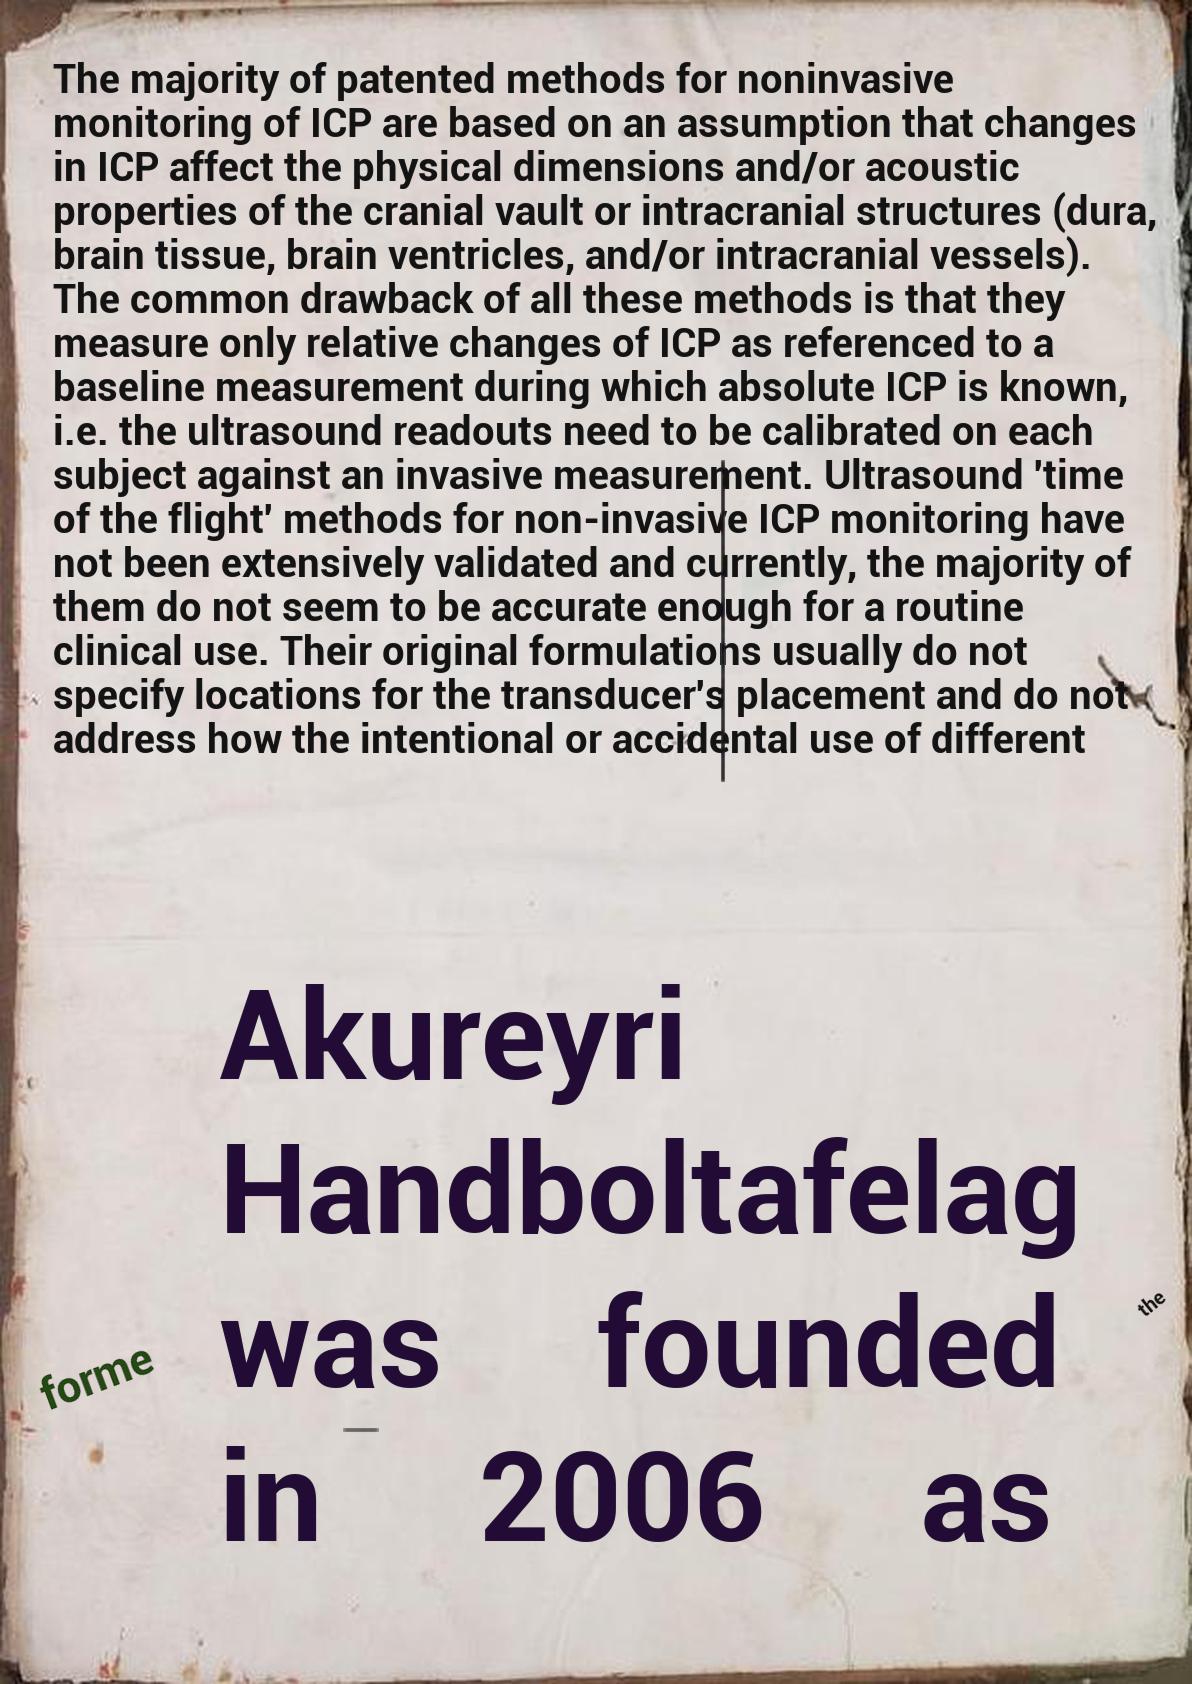 The majority of patented methods for noninvasive
monitoring of ICP are based on an assumption that changes
in ICP affect the physical dimensions and/or acoustic
properties of the cranial vault or intracranial structures (dura,
brain tissue, brain ventricles, and/or intracranial vessels).
The common drawback of all these methods is that they
measure only relative changes of ICP as referenced to a
baseline measurement during which absolute ICP is known,
i.e. the ultrasound readouts need to be calibrated on each
subject against an invasive measurement. Ultrasound 'time
of the flight' methods for non-invasive ICP monitoring have
not been extensively validated and currently, the majority of
them do not seem to be accurate enough for a routine
clinical use. Their original formulations usually do not
specify locations for the transducer's placement and do not
address how the intentional or accidental use of different
Akureyri
Handboltafelag
was founded
in 2006 as
the
forme